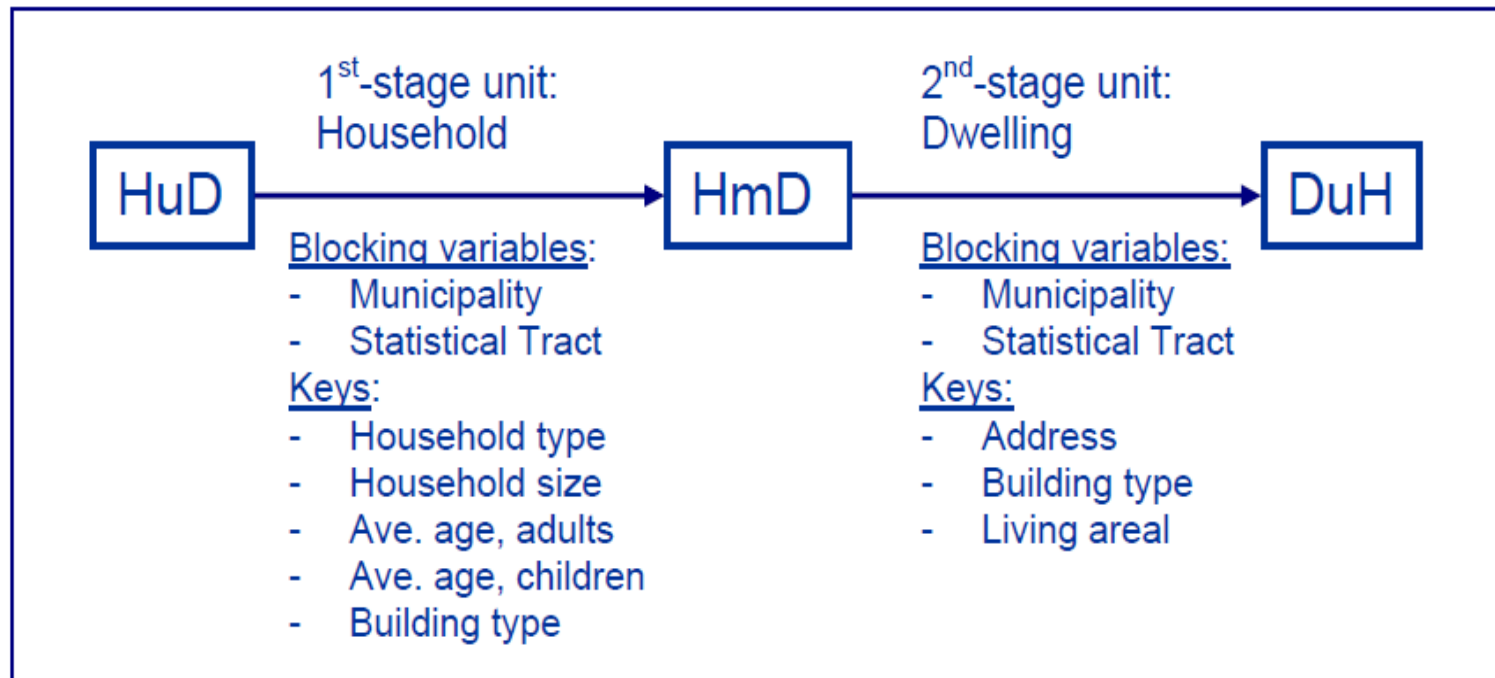 1st-stage unit:
Household
2nd-stage unit:
Dwelling
HuD
HmD
DuH
Blocking variables:
- Municipality
- Statistical Tract
Keys:
- Household type
- Household size
- Ave. age, adults
- Ave. age, children
- Building type
Blocking variables:
- Municipality
- Statistical Tract
Keys:
- Address
- Building type
- Living areal